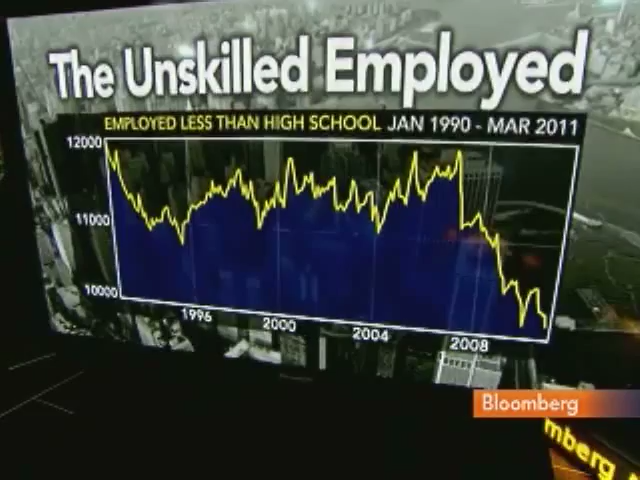 The Unskilled Employed
EMPLOYED LESS THAN HIGH SCHOOL JAN 1990 - MAR 2011
12000
11000
10000
1996
2000
2004
2008
Bloomberg
mberg